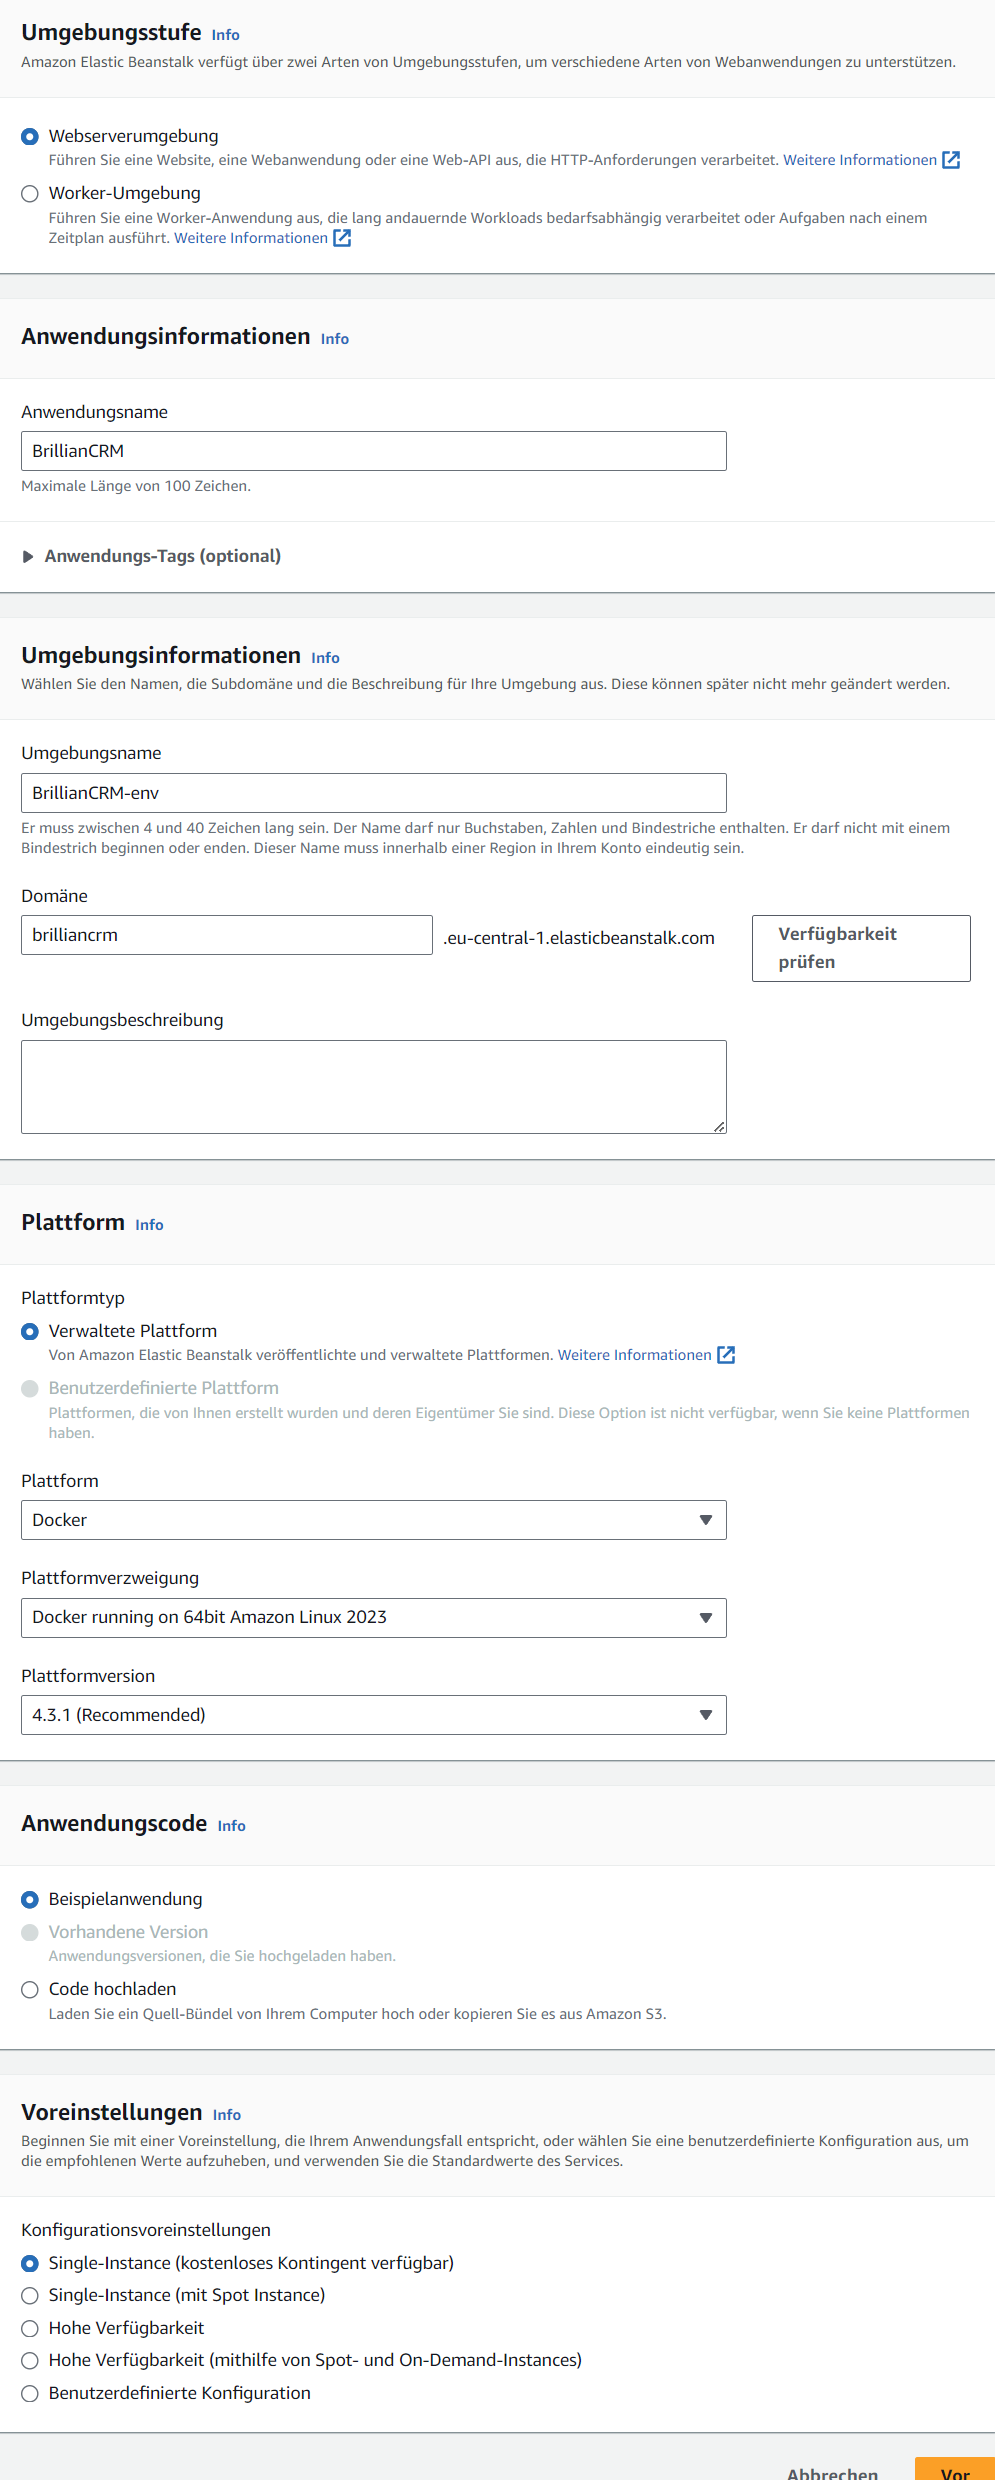 Umgebungsstufe Info
Amazon Elastic Beanstalk verfügt über zwei Arten von Umgebungsstufen, um verschiedene Arten von Webanwendungen zu unterstützen.
Webserverumgebung
Führen Sie eine Website, eine Webanwendung oder eine Web-API aus, die HTTP-Anforderungen verarbeitet. Weitere Informationen
Worker-Umgebung
Führen Sie eine Worker-Anwendung aus, die lang andauernde Workloads bedarfsabhängig verarbeitet oder Aufgaben nach einem
Zeitplan ausführt. Weitere Informationen
Anwendungsinformationen Info
Anwendungsname
BrillianCRM
Maximale Länge von 100 Zeichen.
Anwendungs-Tags (optional)
Umgebungsinformationen Info
Wählen Sie den Namen, die Subdomäne und die Beschreibung für Ihre Umgebung aus. Diese können später nicht mehr geändert werden.
Umgebungsname
BrillianCRM-env
Er muss zwischen 4 und 40 Zeichen lang sein. Der Name darf nur Buchstaben, Zahlen und Bindestriche enthalten. Er darf nicht mit einem
Bindestrich beginnen oder enden. Dieser Name muss innerhalb einer Region in Ihrem Konto eindeutig sein.
Domäne
brilliancrm .eu-central-1.elasticbeanstalk.com
Verfügbarkeit
prüfen
Umgebungsbeschreibung
Plattform Info
Plattformtyp
Verwaltete Plattform
Von Amazon Elastic Beanstalk veröffentlichte und verwaltete Plattformen. Weitere Informationen
Benutzerdefinierte Plattform
Plattformen, die von Ihnen erstellt wurden und deren Eigentümer Sie sind. Diese Option ist nicht verfügbar, wenn Sie keine Plattformen
haben.
Plattform
Docker
Plattformverzweigung
Docker running on 64bit Amazon Linux 2023
Plattformversion
4.3.1 (Recommended)
Anwendungscode Info
Beispielanwendung
Vorhandene Version
Anwendungsversionen, die Sie hochgeladen haben.
Code hochladen
Laden Sie ein Quell-Bündel von Ihrem Computer hoch oder kopieren Sie es aus Amazon S3.
Voreinstellungen Info
Beginnen Sie mit einer Voreinstellung, die Ihrem Anwendungsfall entspricht, oder wählen Sie eine benutzerdefinierte Konfiguration aus, um
die empfohlenen Werte aufzuheben, und verwenden Sie die Standardwerte des Services.
Konfigurationsvoreinstellungen
Single-Instance (kostenloses Kontingent verfügbar)
Single-Instance (mit Spot Instance)
Hohe Verfügbarkeit
Hohe Verfügbarkeit (mithilfe von Spot- und On-Demand-Instances)
Benutzerdefinierte Konfiguration
Abbrechen Vor